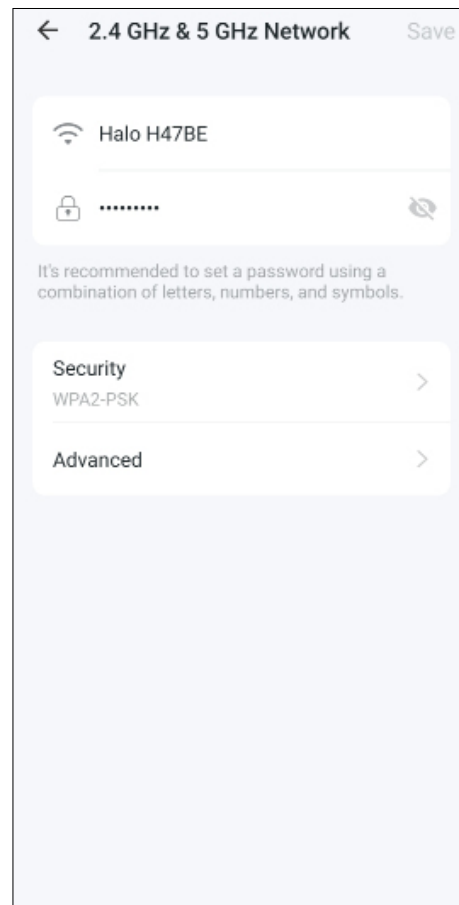 2.4 GHz & 5 GHz Network Save
Halo H47BE
•••••••••
It's recommended to set a password using a
combination of letters, numbers, and symbols.
Security
WPA2-PSK
Advanced